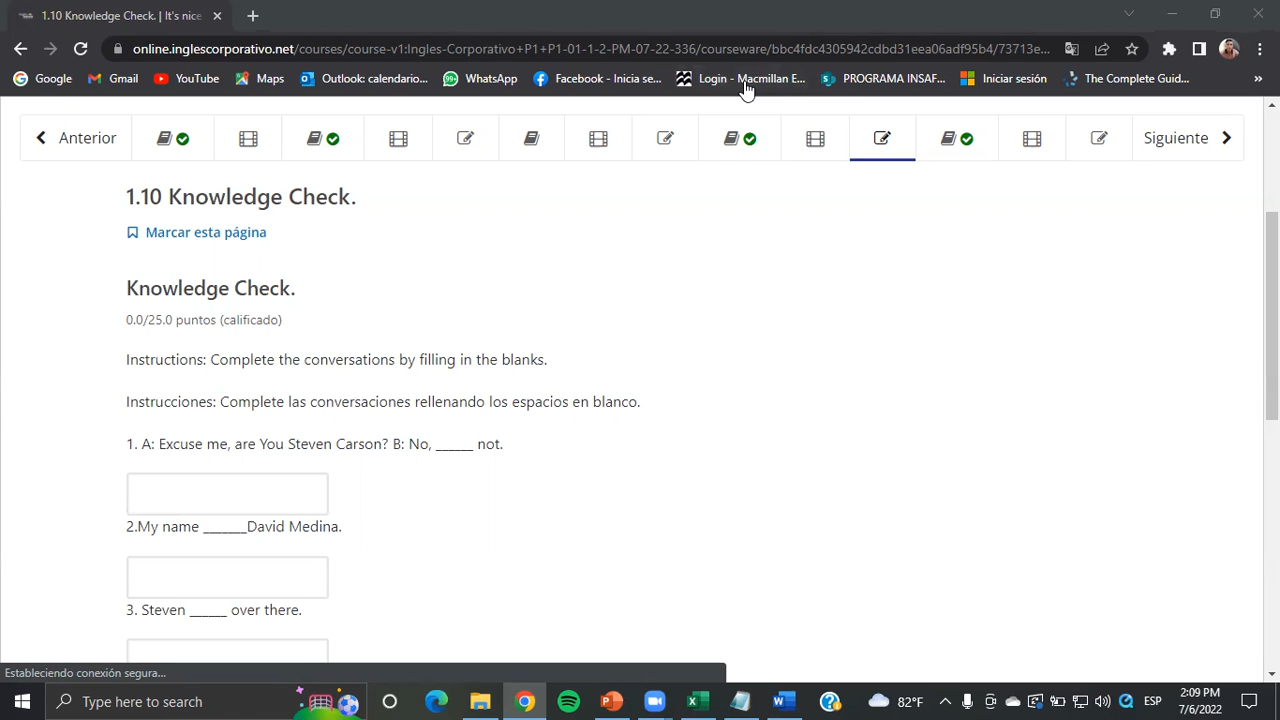 1.10 Knowledge Check. | It's nice
online.inglescorporativo.net/courses/course-v1:Ingles-Corporativo+P1+P1-01-1-2-PM-07-22-336/courseware/bbc4fdc4305942cdbd31eea06adf95b4/73713e...
Google Gmail YouTube Maps Outlook: calendario... WhatsApp Facebook - Inicia se... Login - Macmillan E... PROGRAMA INSAF... Iniciar sesión The Complete Guid... »
Anterior Siguiente
1.10 Knowledge Check.
Marcar esta página
Knowledge Check.
0.0/25.0 puntos (calificado)
Instructions: Complete the conversations by filling in the blanks.
Instrucciones: Complete las conversaciones rellenando los espacios en blanco.
1. A: Excuse me, are You Steven Carson? B: No, ______ not.
2.My name _______David Medina.
3. Steven ______ over there.
Estableciendo conexión segura...
Type here to search 82°F ESP 2:09 PM
7/6/2022